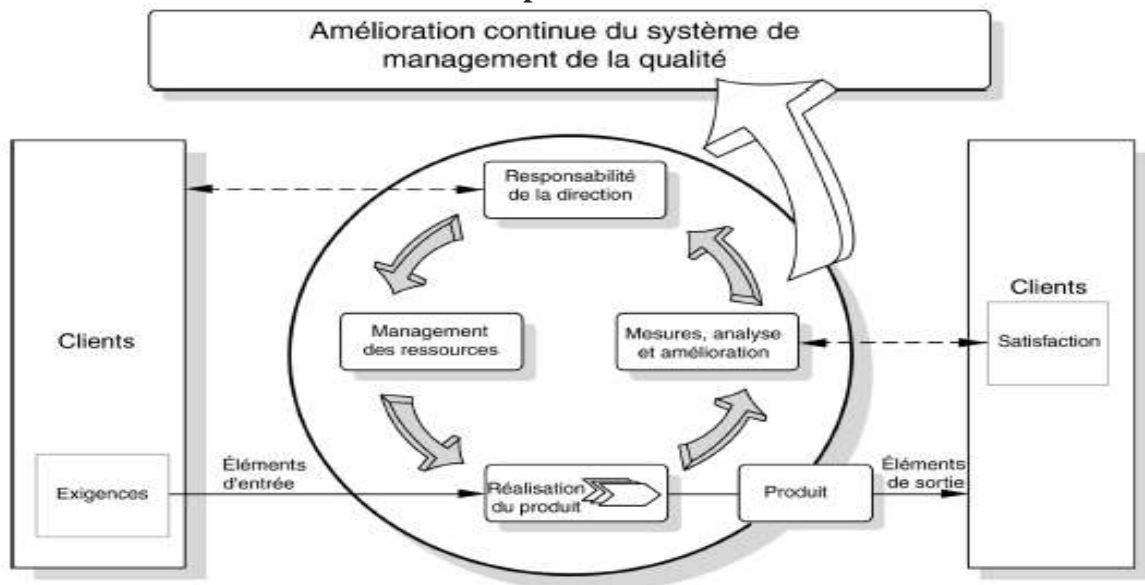 Amélioration continue du système de
management de la qualité
Responsabilité
de la direction
Clients
Management
des ressources
Mesures, analyse
et amélioration
Clients
Satisfaction
Exigences
Éléments
d'entrée
Réalisation
du produit
Produit
Éléments
de sortie